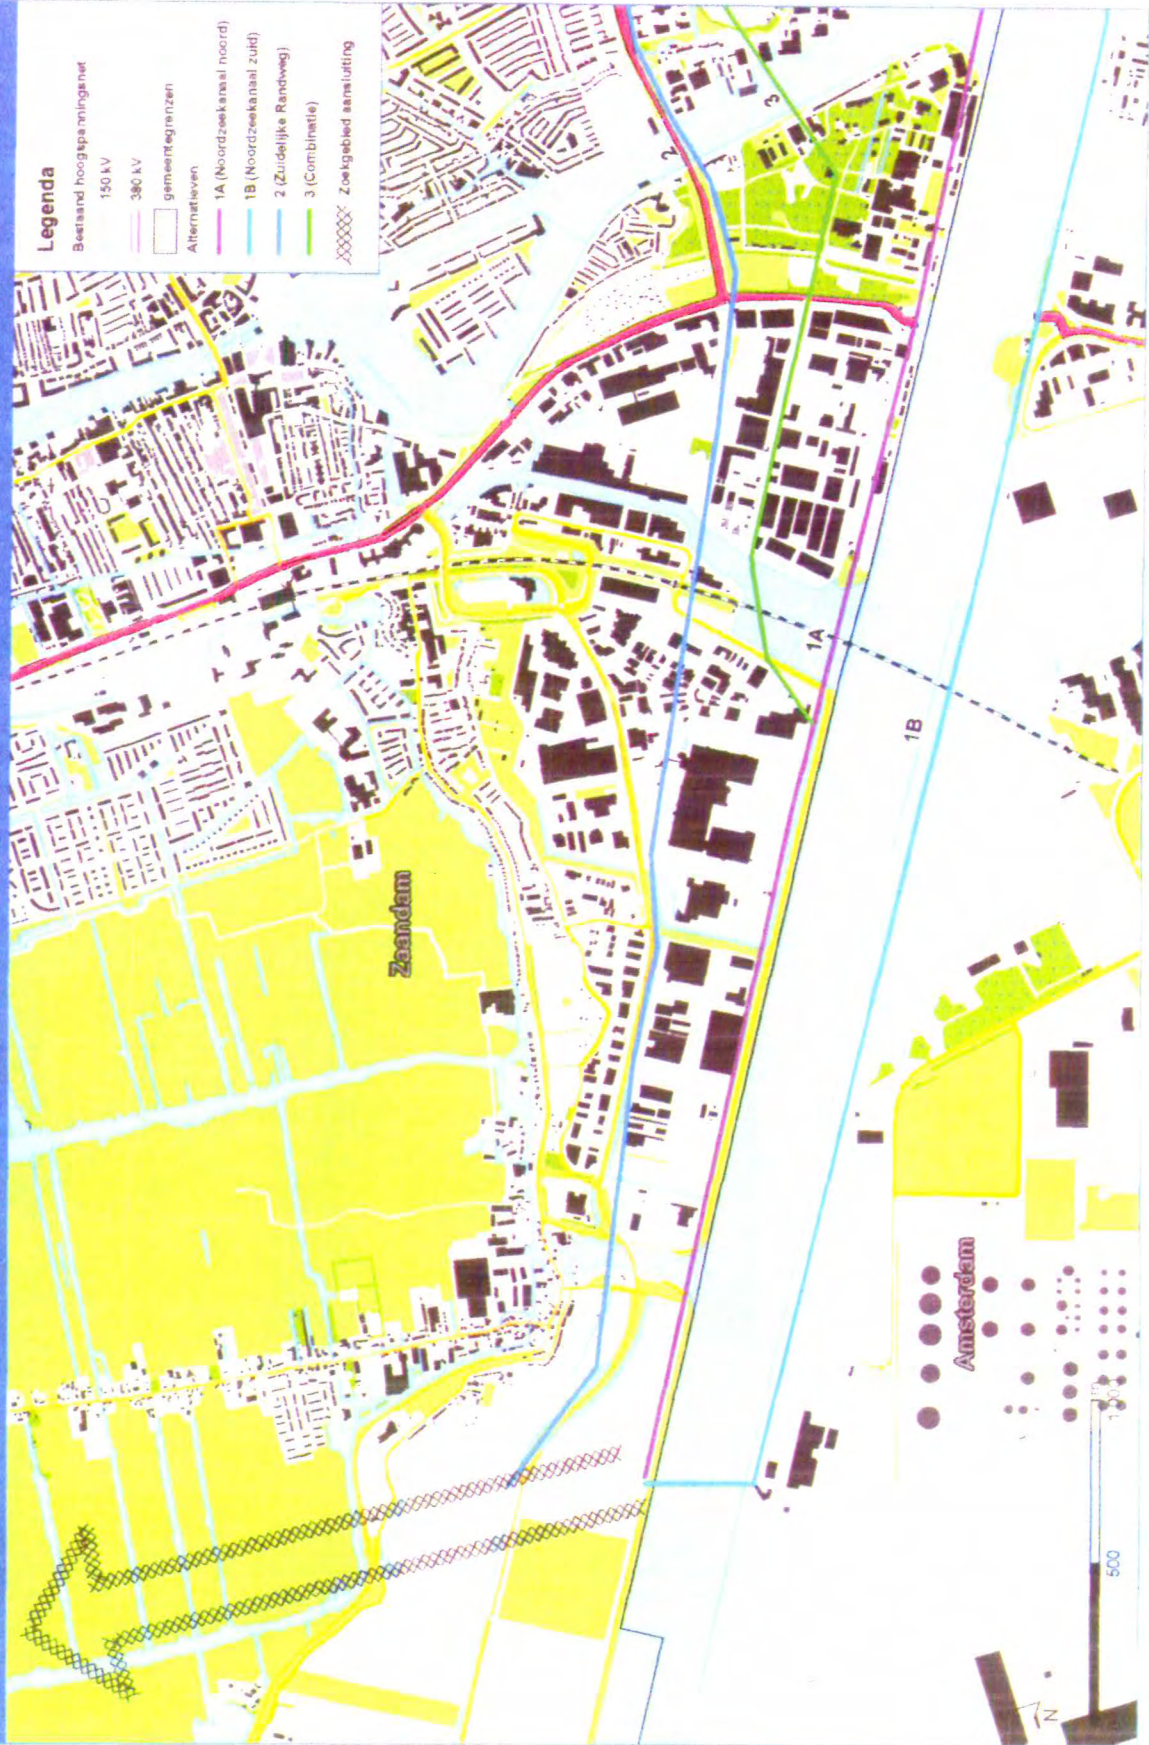 Legenda
Bestaand hoogspanningsnet
150 kV
380 kV
gemeentegrenzen
Alternatieven
1A (Noordzeekanaal noord)
1B (Noordzeekanaal zuid)
2 (Zuidelijke Randweg)
3 (Combinatie)
Zoekgebied aansluiting
3
2
1A
1B
Zaandam
Amsterdam
500
N